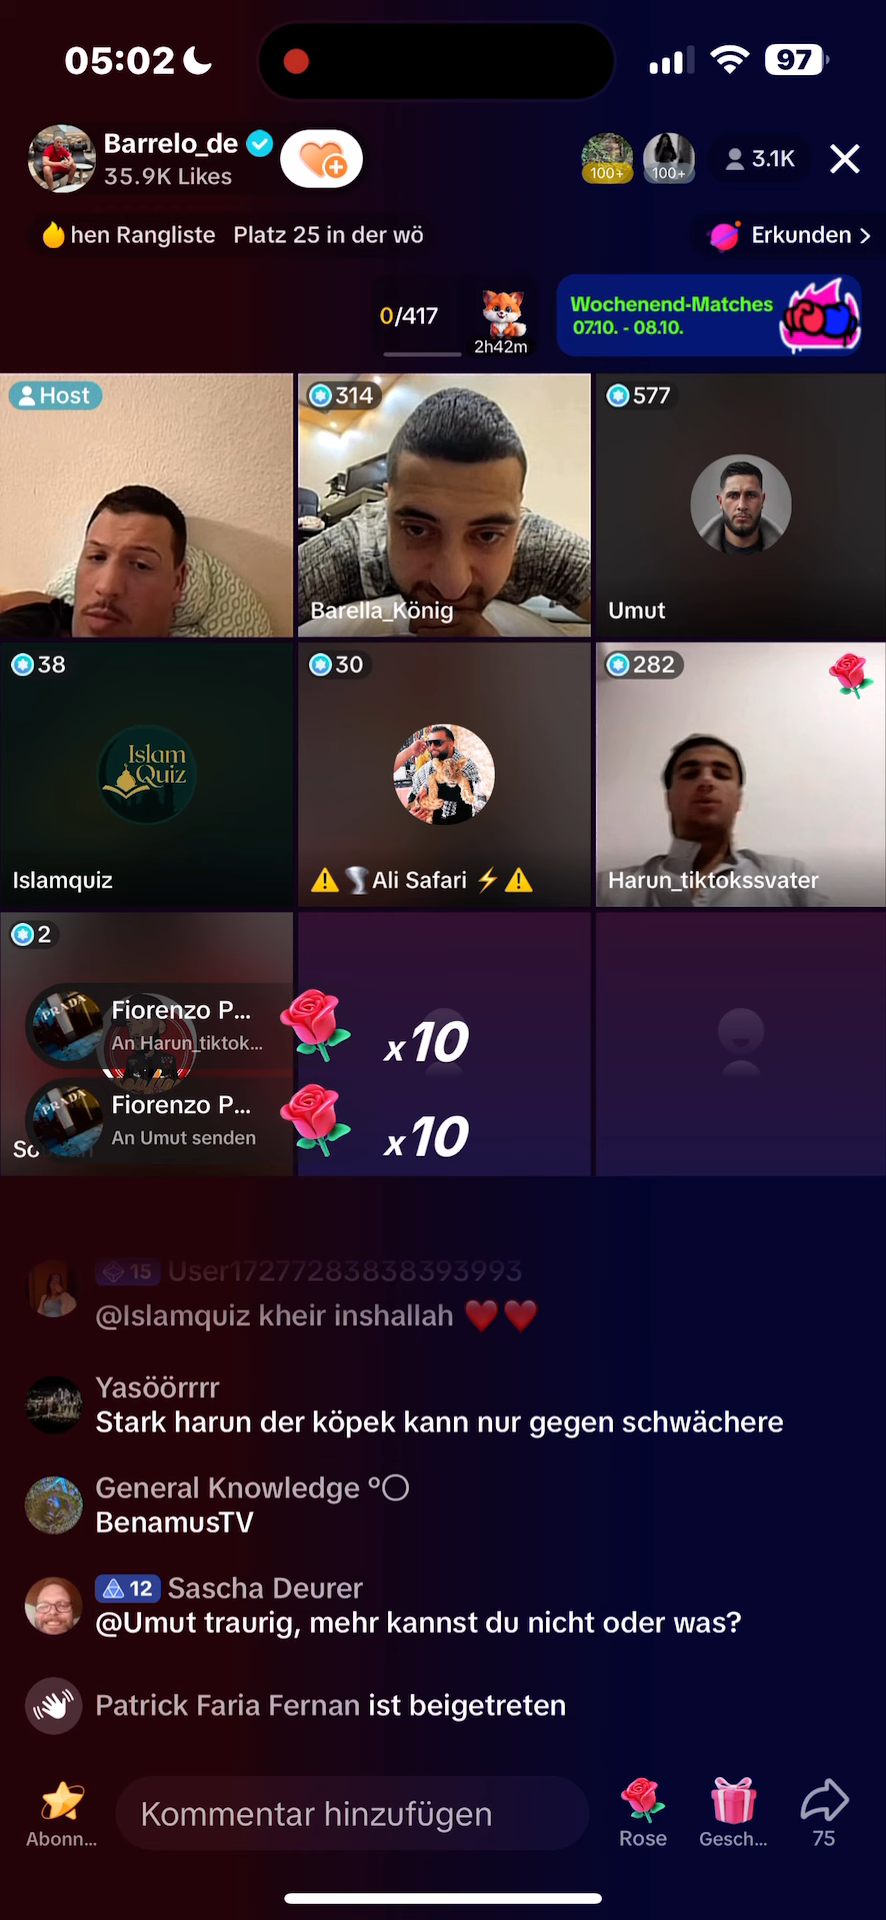 05:02
97
Barrelo_de
35.9K Likes
100+
100+
3.1K
hen Rangliste Platz 25 in der wö
Erkunden >
0/417
2h42m
Wochenend-Matches
07.10. - 08.10.
Host
314
577
Barella_König
Umut
38
30
282
Islam
Quiz
Islamquiz
Ali Safari
Harun_tiktokssvater
2
PRADA
Fiorenzo P...
An Harun_tiktok...
x10
PRADA
Fiorenzo P...
An Umut senden
x10
15 User17277283838393993
@Islamquiz kheir inshallah ❤️❤️
Yasöörrrr
Stark harun der köpek kann nur gegen schwächere
General Knowledge °○
BenamusTV
12 Sascha Deurer
@Umut traurig, mehr kannst du nicht oder was?
Patrick Faria Fernan ist beigetreten
Abonn...
Kommentar hinzufügen
Rose
Gesch...
75